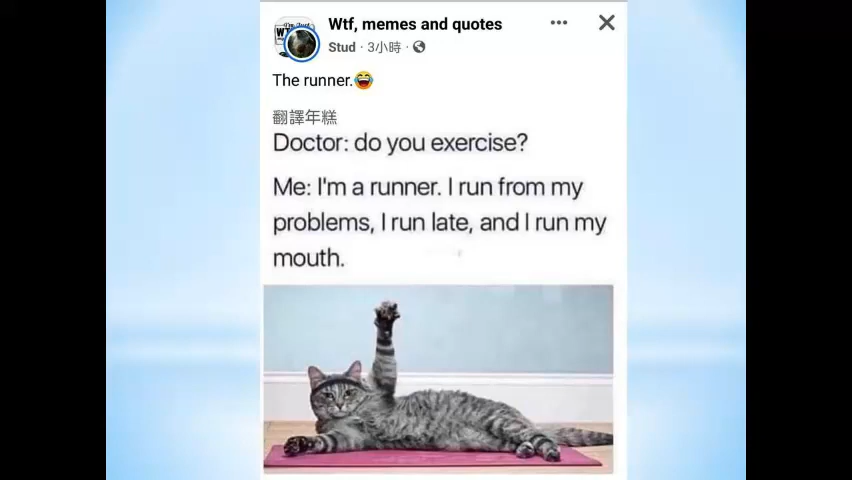 Wtf, memes and quotes
Stud · 3小時 ·
The runner.😂
翻譯年糕
Doctor: do you exercise?
Me: I'm a runner. I run from my
problems, I run late, and I run my
mouth.